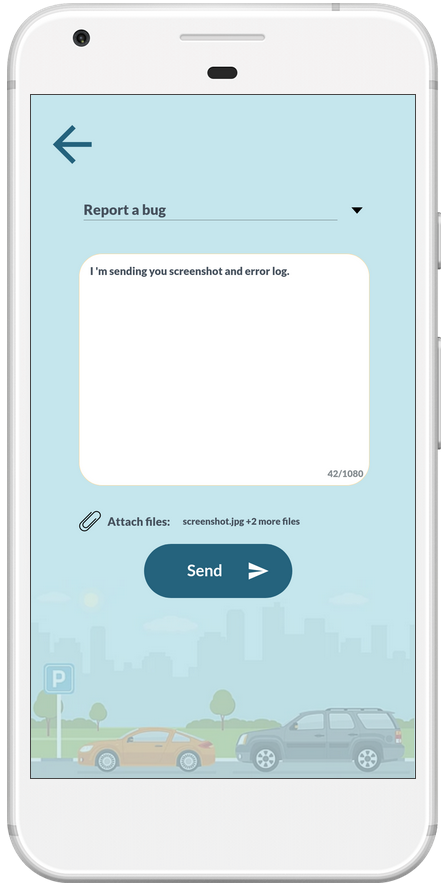 Report a bug
I 'm sending you screenshot and error log.
42/1080
Attach files: screenshot.jpg +2 more files
Send
P